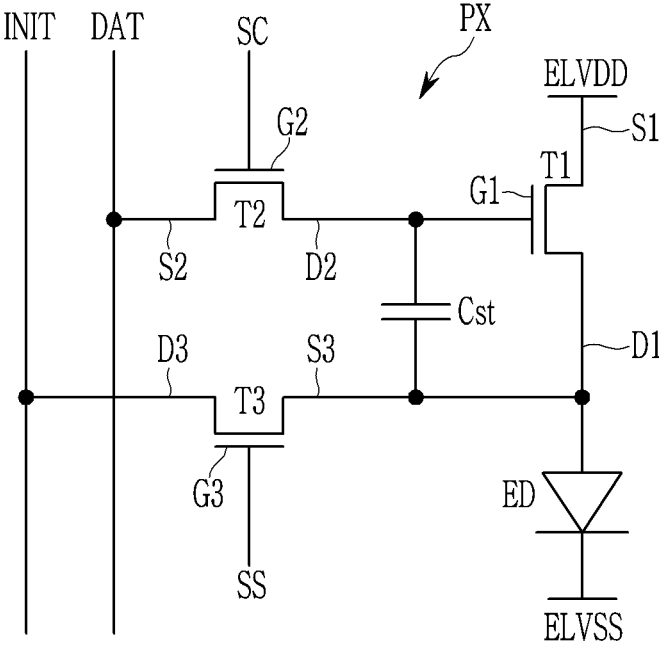 INIT DAT SC PX
ELVDD
G2 S1
T1
G1
T2
S2 D2
Cst
D3 S3 D1
T3
G3 ED
SS
ELVSS